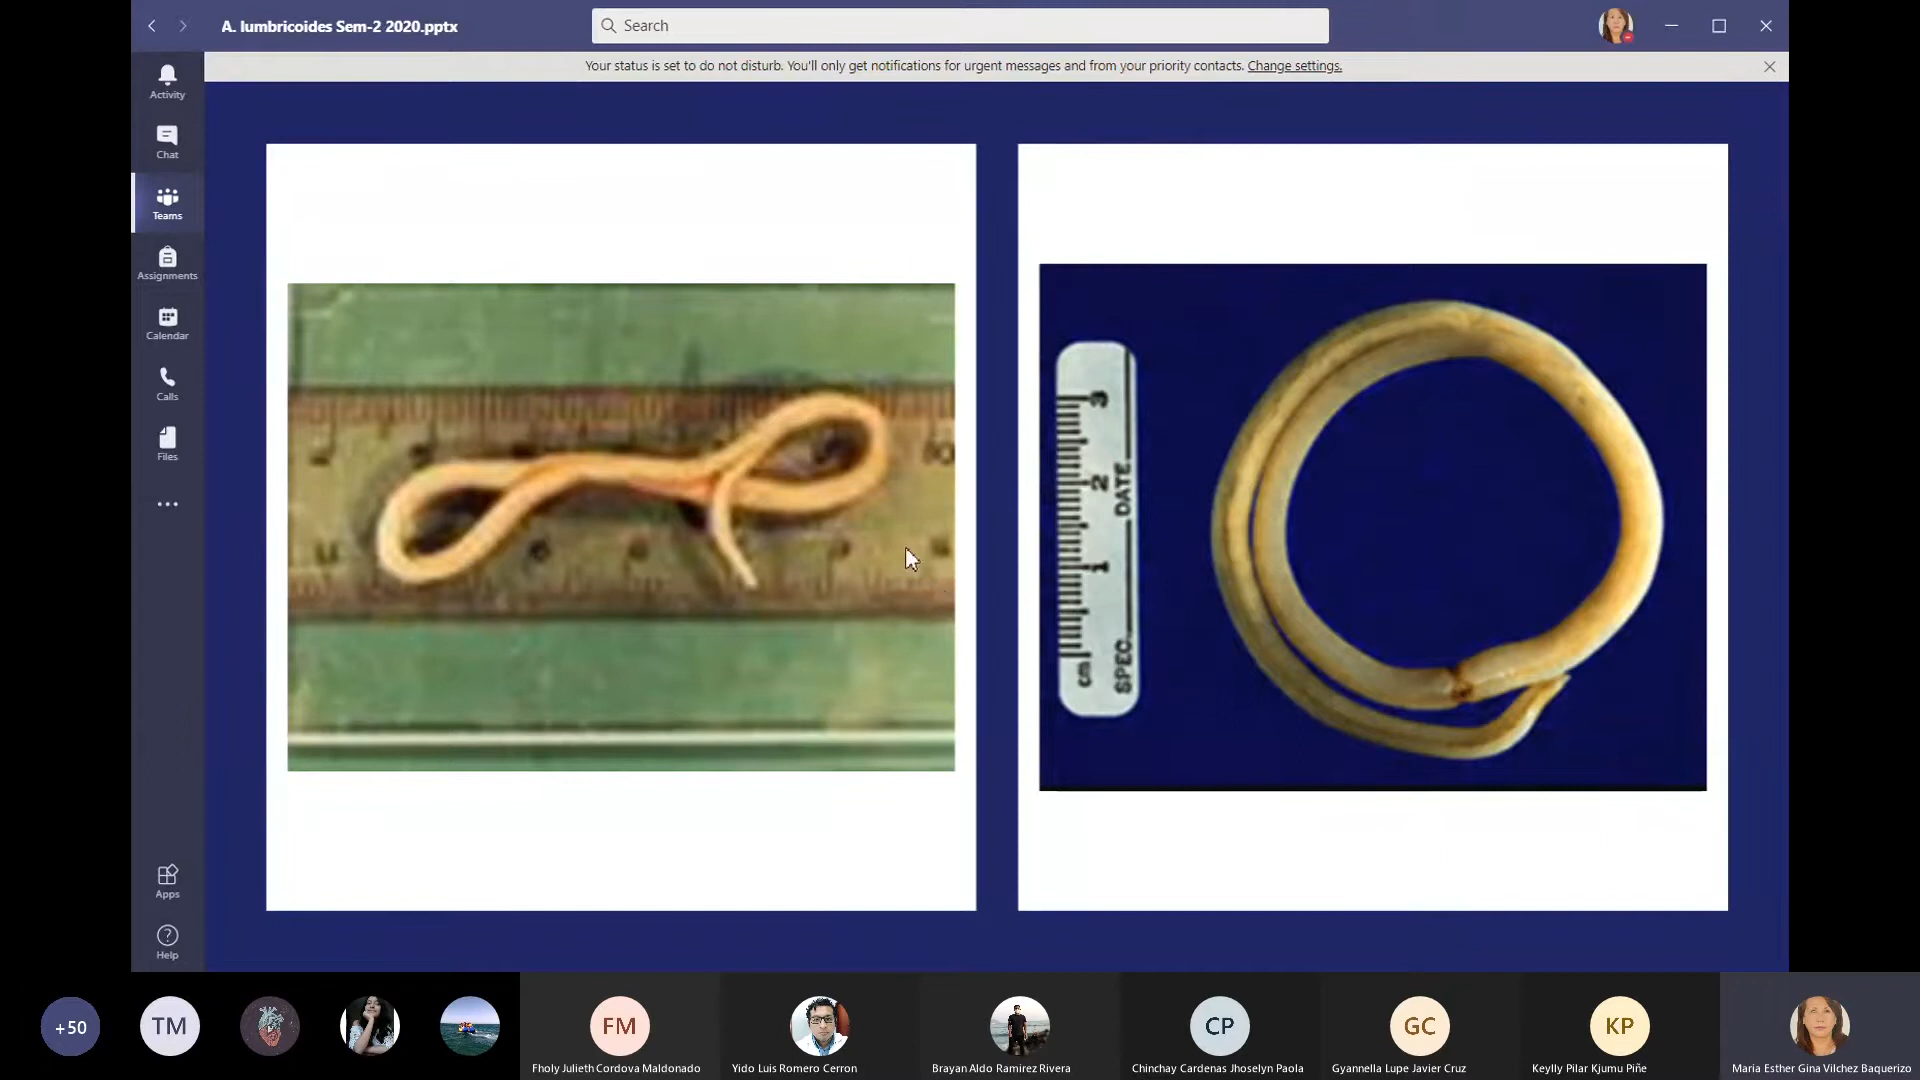 A. lumbricoides Sem-2 2020.pptx
Search
Your status is set to do not disturb. You'll only get notifications for urgent messages and from your priority contacts. Change settings.
Activity
Chat
Teams
Assignments
Calendar
Calls
Files
Apps
Help
10
3
2
1
cm
SPEC. DATE
+50
TM
FM
CP
GC
KP
Fholy Julieth Cordova Maldonado
Yido Luis Romero Cerron
Brayan Aldo Ramirez Rivera
Chinchay Cardenas Jhoselyn Paola
Gyannella Lupe Javier Cruz
Keylly Pilar Kjumu Piñe
Maria Esther Gina Vilchez Baquerizo